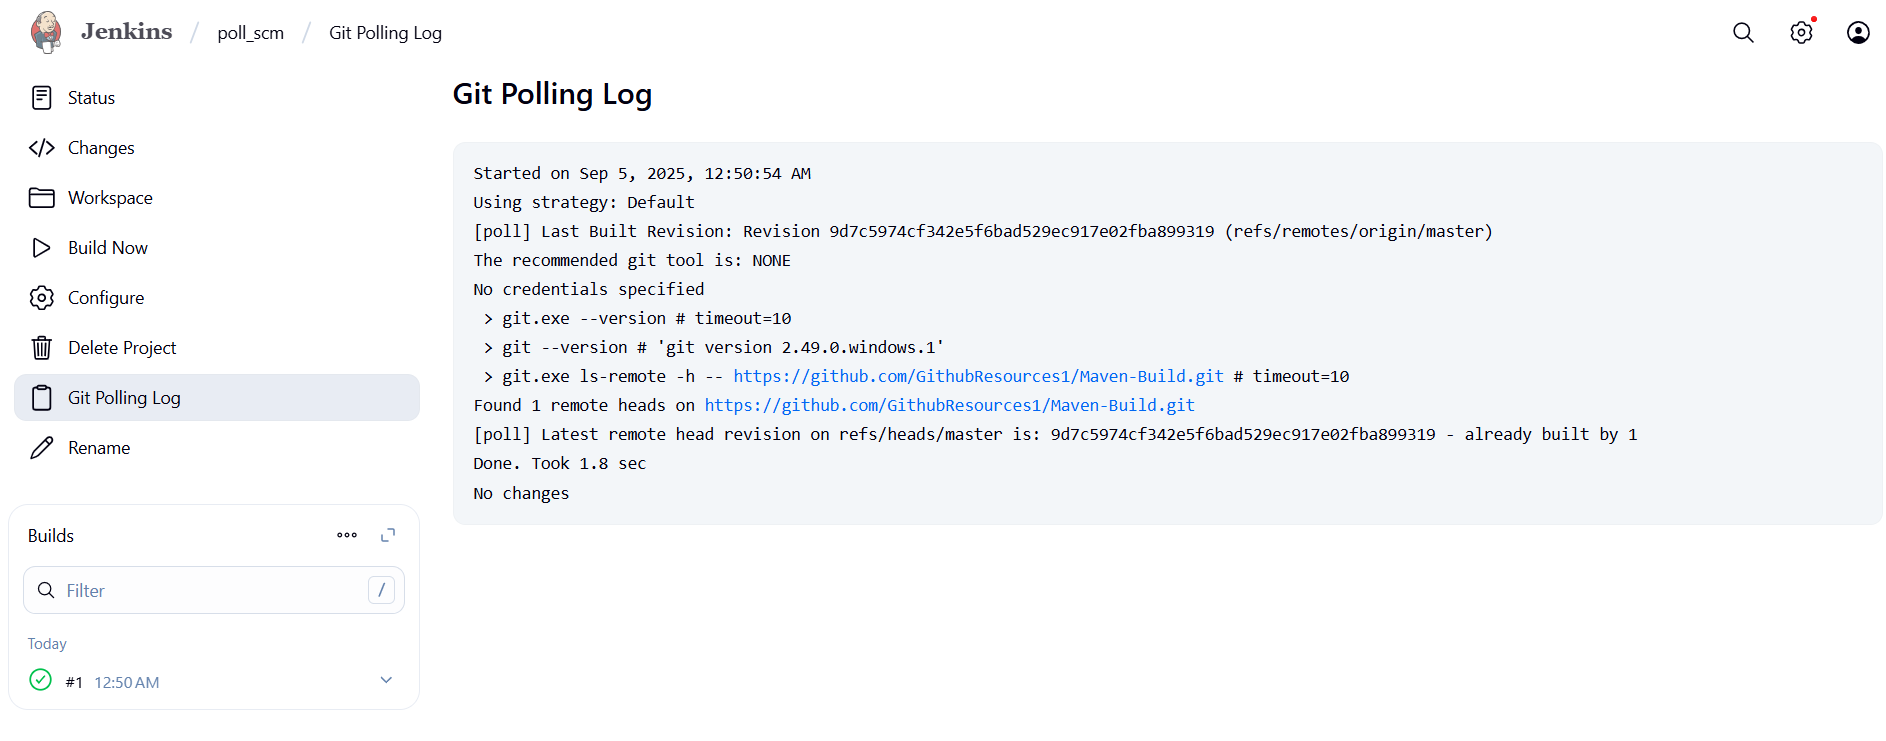 Jenkins / poll_scm / Git Polling Log
Status
Changes
Workspace
Build Now
Configure
Delete Project
Git Polling Log
Rename
Builds
Filter /
Today
#1 12:50 AM
Git Polling Log
Started on Sep 5, 2025, 12:50:54 AM
Using strategy: Default
[poll] Last Built Revision: Revision 9d7c5974cf342e5f6bad529ec917e02fba899319 (refs/remotes/origin/master)
The recommended git tool is: NONE
No credentials specified
 > git.exe --version # timeout=10
 > git --version # 'git version 2.49.0.windows.1'
 > git.exe ls-remote -h -- https://github.com/GithubResources1/Maven-Build.git # timeout=10
Found 1 remote heads on https://github.com/GithubResources1/Maven-Build.git
[poll] Latest remote head revision on refs/heads/master is: 9d7c5974cf342e5f6bad529ec917e02fba899319 - already built by 1
Done. Took 1.8 sec
No changes